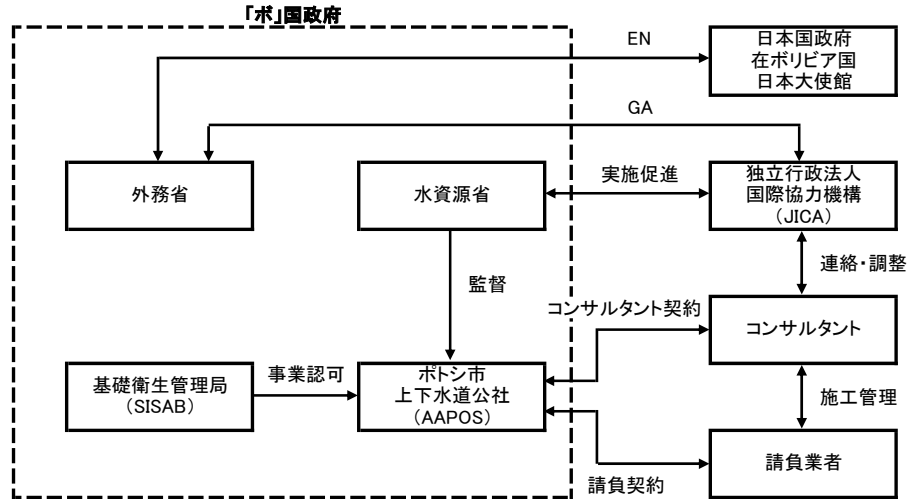 「ボ」国政府
EN
日本国政府
在ボリビア国
日本大使館
GA
外務省
水資源省
実施促進
独立行政法人
国際協力機構
(JICA)
監督
連絡・調整
コンサルタント契約
コンサルタント
基礎衛生管理局
(SISAB)
事業認可
ポトシ市
上下水道公社
(AAPOS)
施工管理
請負契約
請負業者